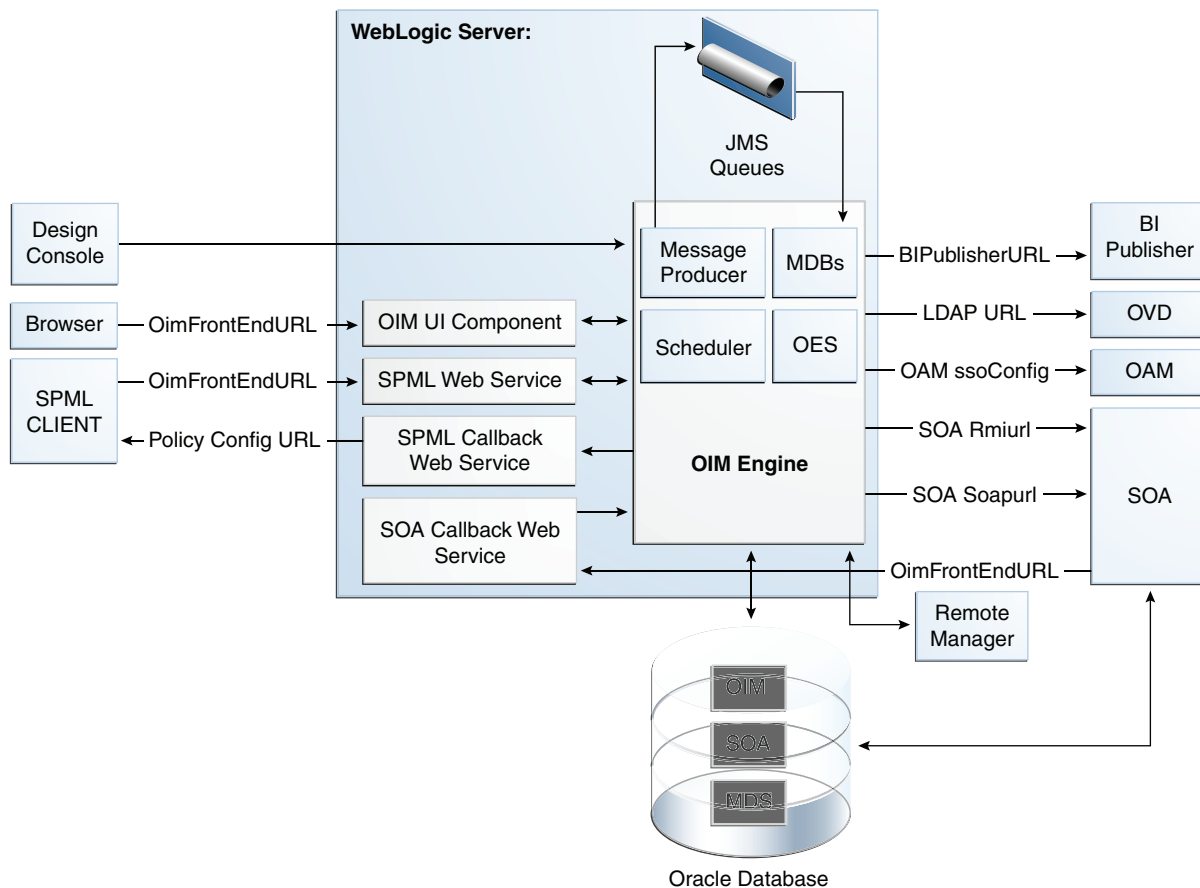 WebLogic Server:
JMS
Queues
Design
Console
Message
Producer
MDBs
BIPublisherURL
BI
Publisher
Browser
OimFrontEndURL
OIM UI Component
Scheduler
OES
LDAP URL
OVD
SPML
CLIENT
OimFrontEndURL
SPML Web Service
OAM ssoConfig
OAM
Policy Config URL
SPML Callback
Web Service
OIM Engine
SOA Rmiurl
SOA Soapurl
SOA
SOA Callback Web
Service
OimFrontEndURL
Remote
Manager
OIM
SOA
MDS
Oracle Database